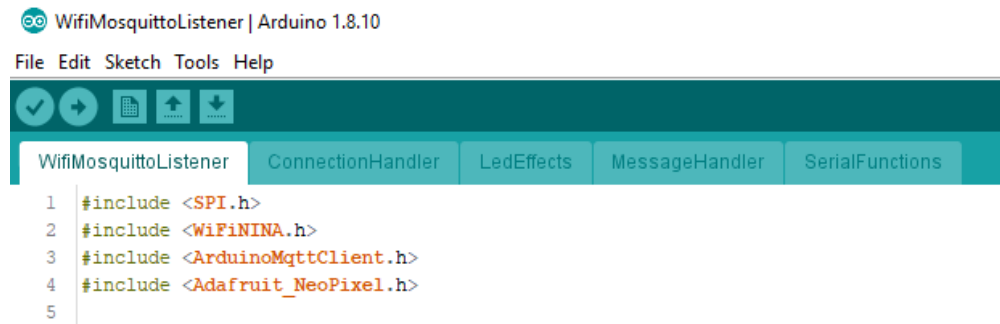 WifiMosquittoListener | Arduino 1.8.10
File Edit Sketch Tools Help
WifiMosquittoListener ConnectionHandler LedEffects MessageHandler SerialFunctions
1 #include <SPI.h>
2 #include <WiFiNINA.h>
3 #include <ArduinoMqttClient.h>
4 #include <Adafruit_NeoPixel.h>
5